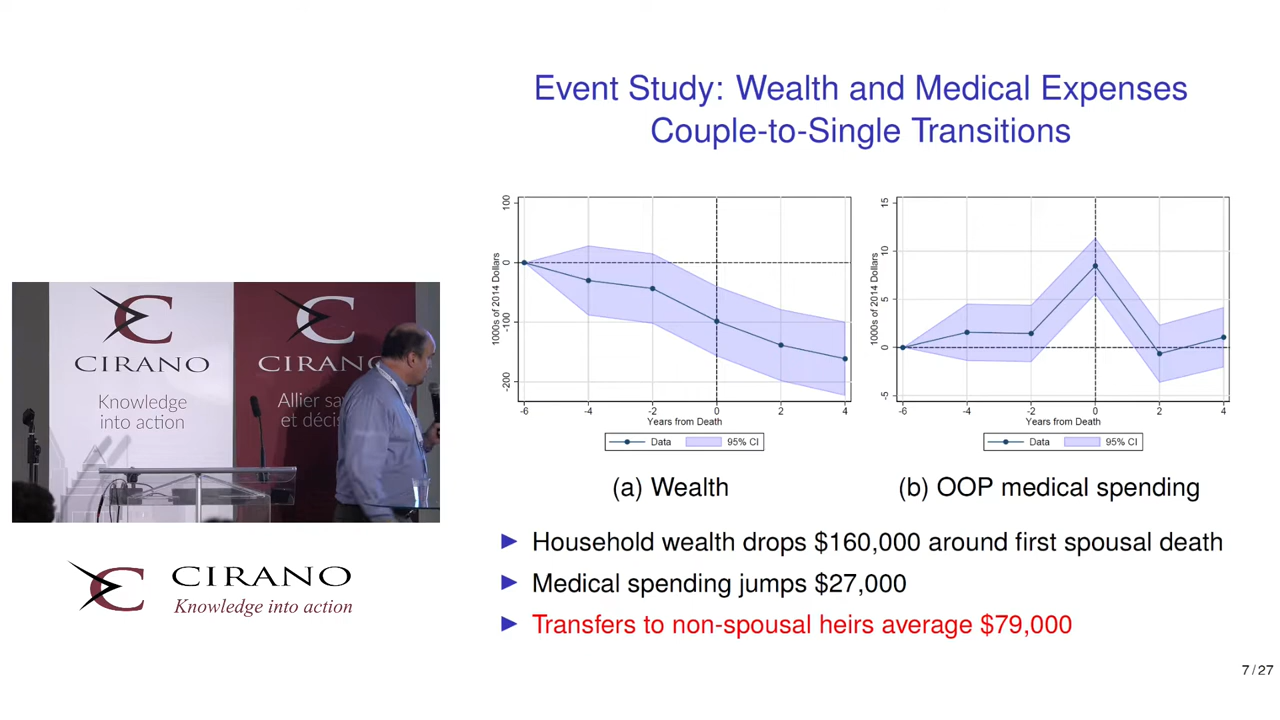 Event Study: Wealth and Medical Expenses
Couple-to-Single Transitions
1000s of 2014 Dollars
100
0
-100
-200
-6
-4
-2
0
2
4
Years from Death
Data
95% CI
(a) Wealth
1000s of 2014 Dollars
15
10
5
0
-5
-6
-4
-2
0
2
4
Years from Death
Data
95% CI
(b) OOP medical spending
Household wealth drops $160,000 around first spousal death
Medical spending jumps $27,000
Transfers to non-spousal heirs average $79,000
7 / 27
CIRANO
Knowledge
into action
CIRANO
Allier
et
CIRANO
Knowledge into action